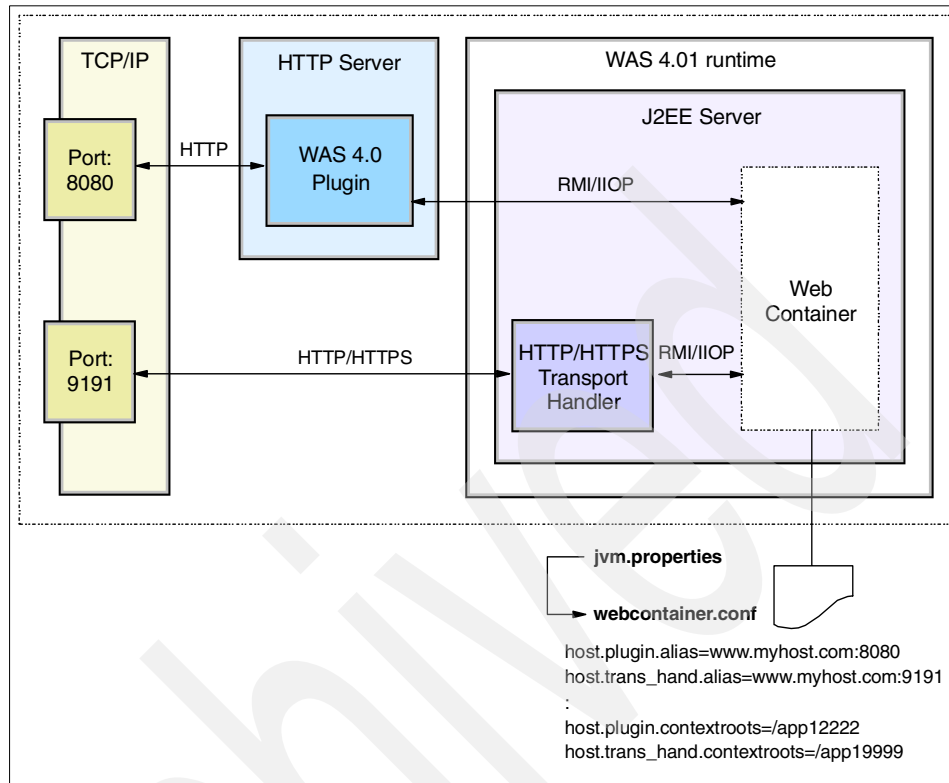 TCP/IP
HTTP Server
WAS 4.01 runtime
J2EE Server
Port:
8080
HTTP
WAS 4.0
Plugin
RMI/IIOP
Web
Container
Port:
9191
HTTP/HTTPS
HTTP/HTTPS
Transport
Handler
RMI/IIOP
jvm.properties
webcontainer.conf
host.plugin.alias=www.myhost.com:8080
host.trans_hand.alias=www.myhost.com:9191
:
host.plugin.contextroots=/app12222
host.trans_hand.contextroots=/app19999